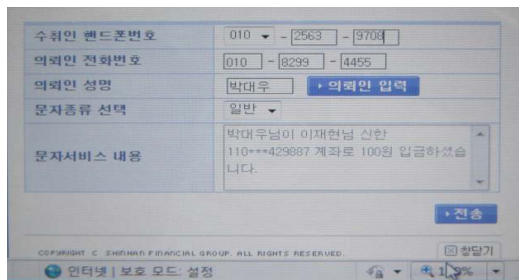 수취인 핸드폰번호 010 - 2563 - 9708
의뢰인 전화번호 010 - 8299 - 4455
의뢰인 성명 박대우 의뢰인 입력
문자종류 선택 일반
박대우님이 이재현님 신한
문자서비스 내용 110***429887 계좌로 100원 입금하셨습
니다.
전송
COPYRIGHT C SHINHAN FINANCIAL GROUP. ALL RIGHTS RESERVED. 창닫기
인터넷 | 보호 모드: 설정